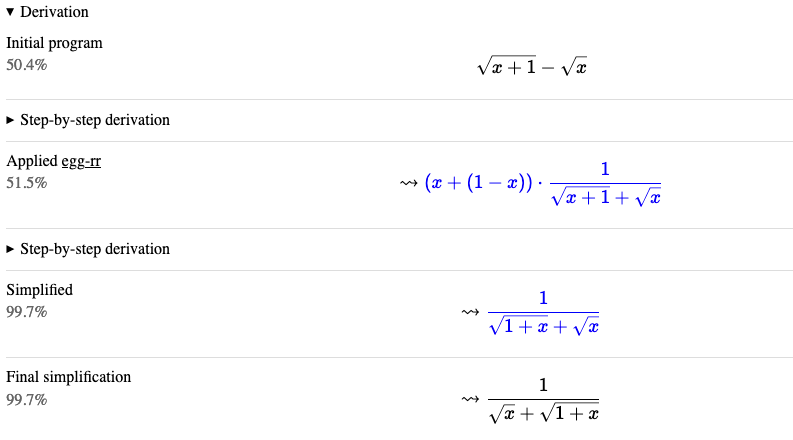 ▼ Derivation
Initial program
50.4%
√(x + 1) − √x
► Step-by-step derivation
Applied egg-rr
51.5%
⇝ (x + (1 − x)) · 1/(√(x + 1) + √x)
► Step-by-step derivation
Simplified
99.7%
⇝ 1/(√(1 + x) + √x)
Final simplification
99.7%
⇝ 1/(√x + √(1 + x))